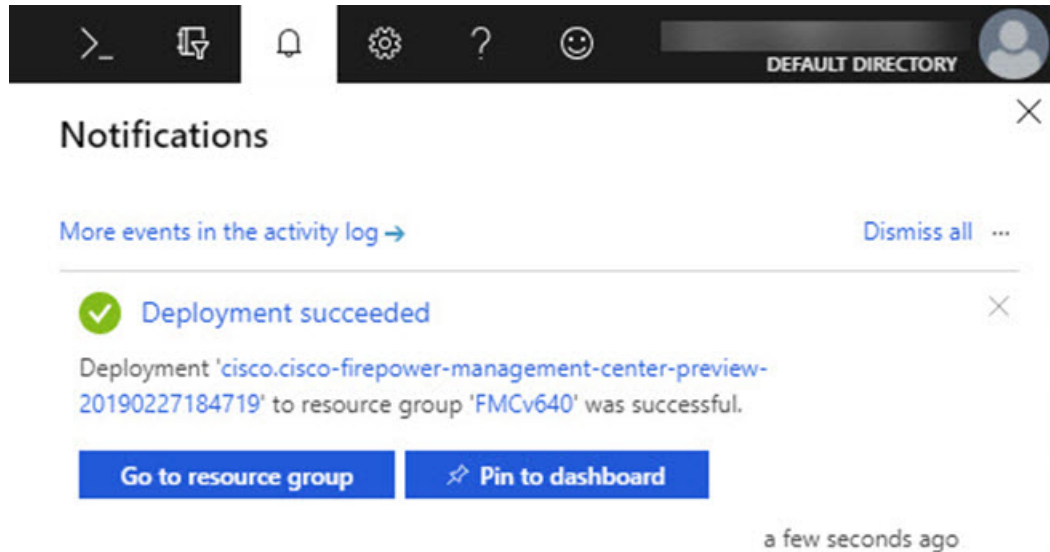 DEFAULT DIRECTORY
Notifications
More events in the activity log →
Dismiss all ...
Deployment succeeded
Deployment 'cisco.cisco-firepower-management-center-preview-
20190227184719' to resource group 'FMCv640' was successful.
Go to resource group
Pin to dashboard
a few seconds ago